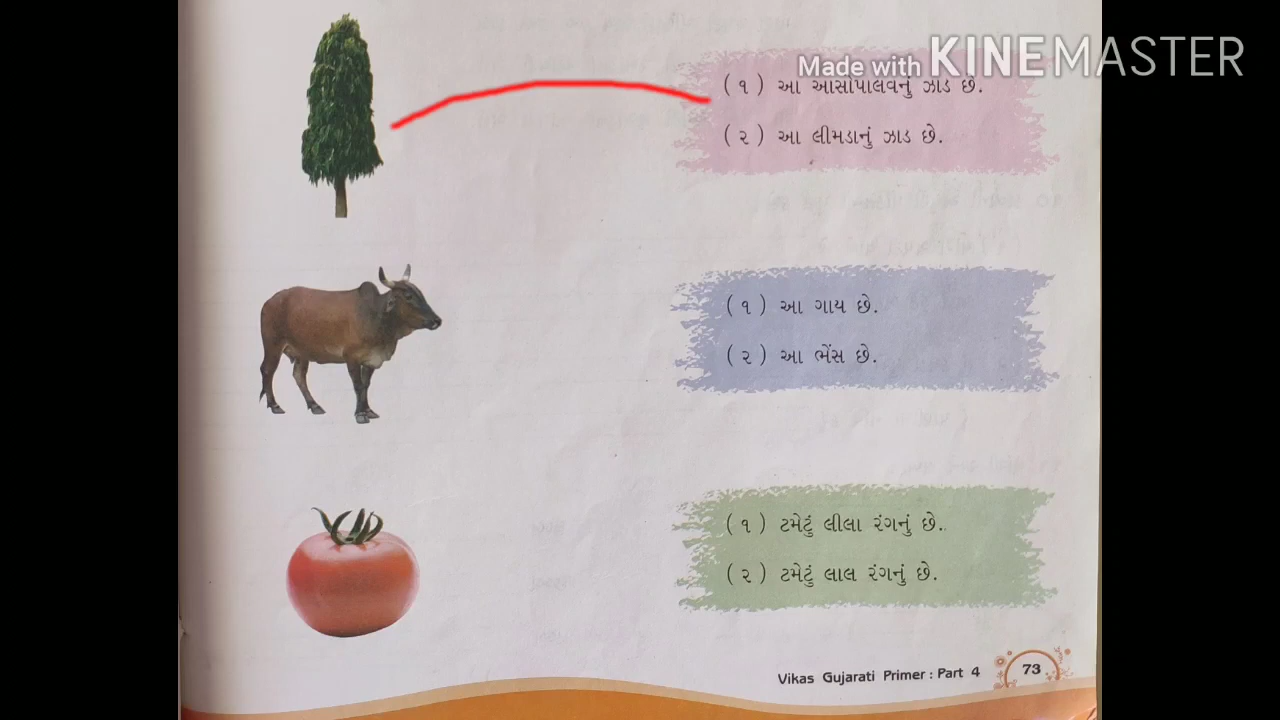 Made with KINEMASTER
(૧) આ આસોપાલવનું ઝાડ છે.
(૨) આ લીમડાનું ઝાડ છે.
(૧) આ ગાય છે.
(૨) આ ભેંસ છે.
(૧) ટમેટું લીલા રંગનું છે.
(૨) ટમેટું લાલ રંગનું છે.
Vikas Gujarati Primer : Part 4 73